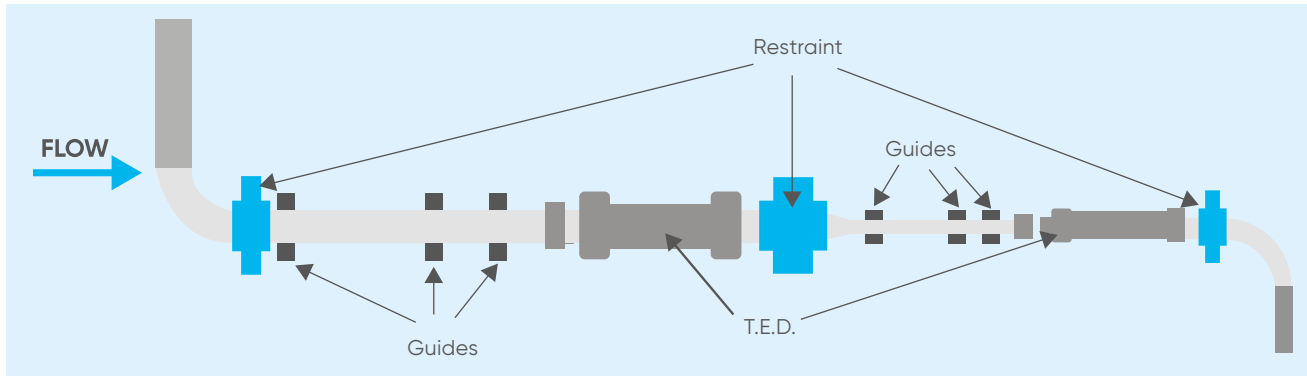 Restraint
FLOW
Guides
T.E.D.
Guides